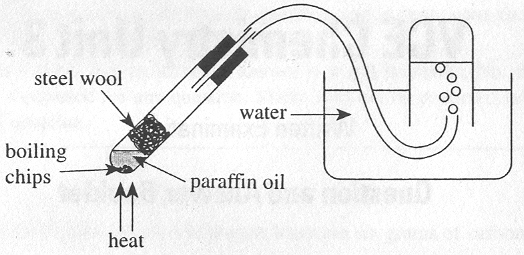 steel wool
water
boiling
chips
paraffin oil
heat